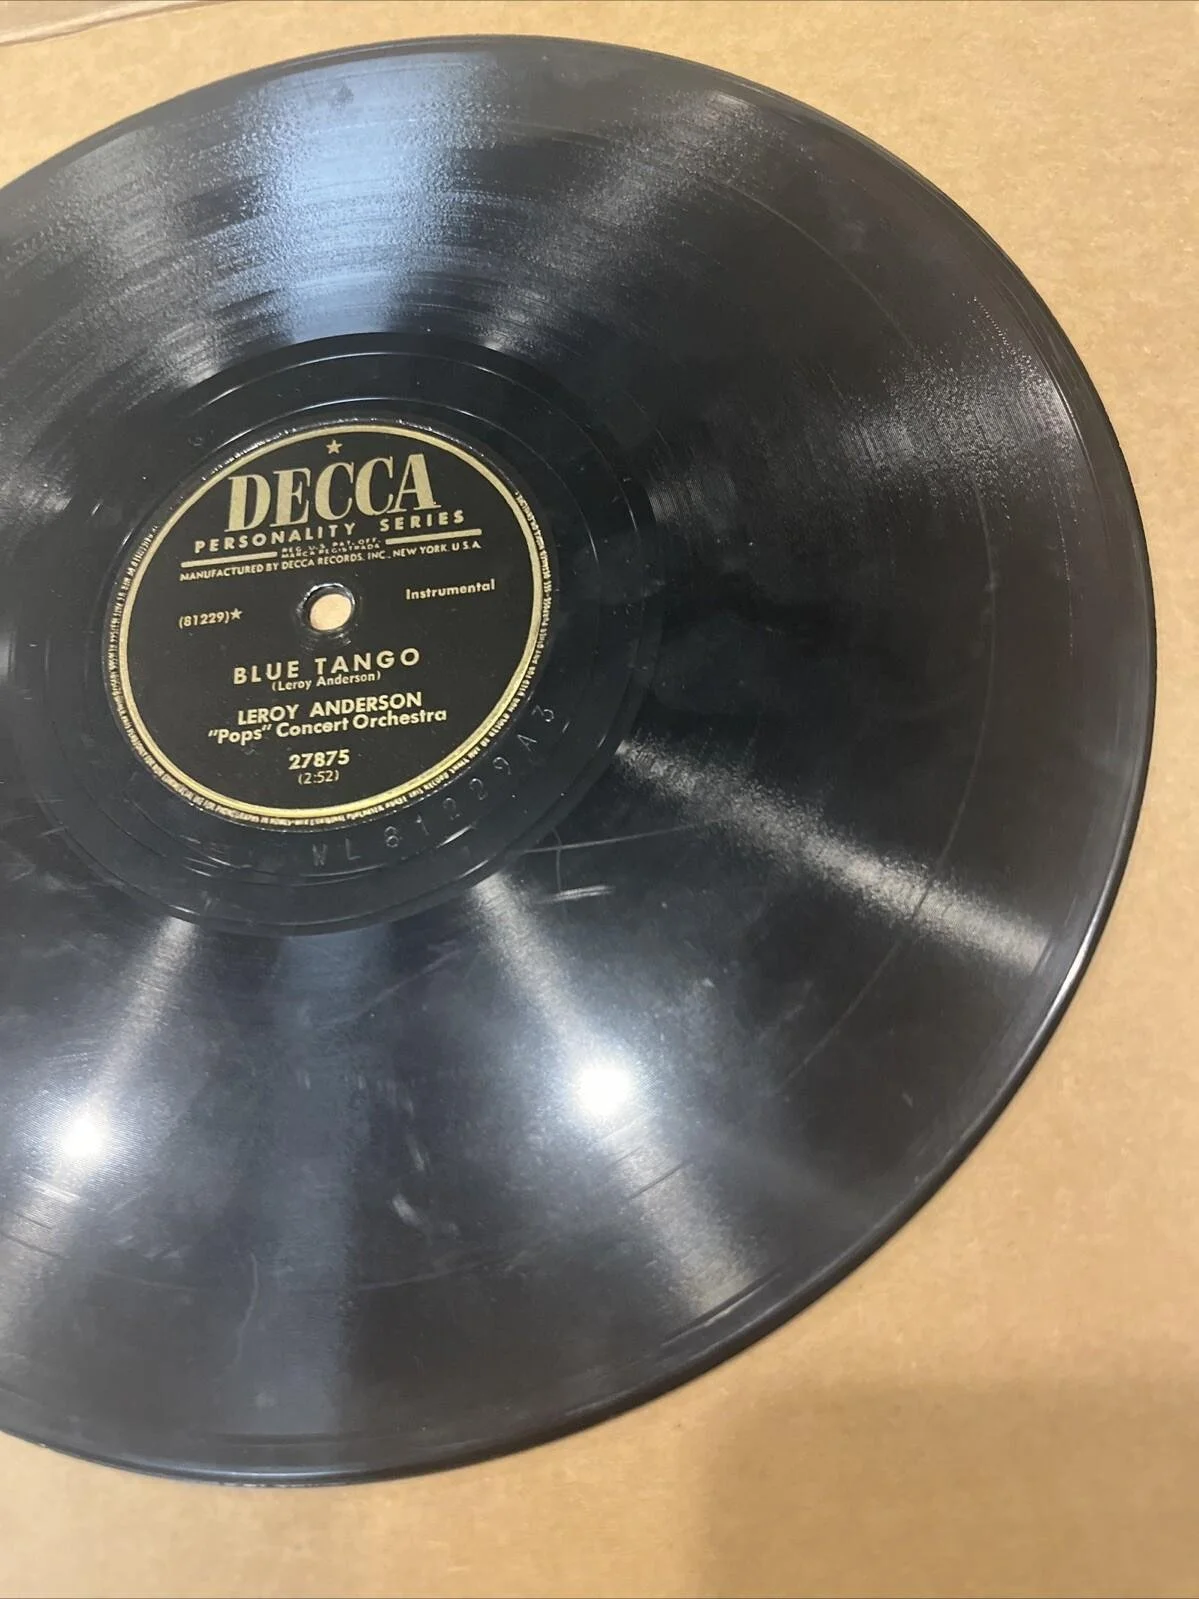 DECCA
PERSONALITY SERIES
REG. U.S. PAT. OFF.
MARCA REGISTRADA
MANUFACTURED BY DECCA RECORDS, INC., NEW YORK, U.S.A.
Instrumental
(81229)★
BLUE TANGO
(Leroy Anderson)
LEROY ANDERSON
"Pops" Concert Orchestra
27875
(2:52)
WL 81229A3